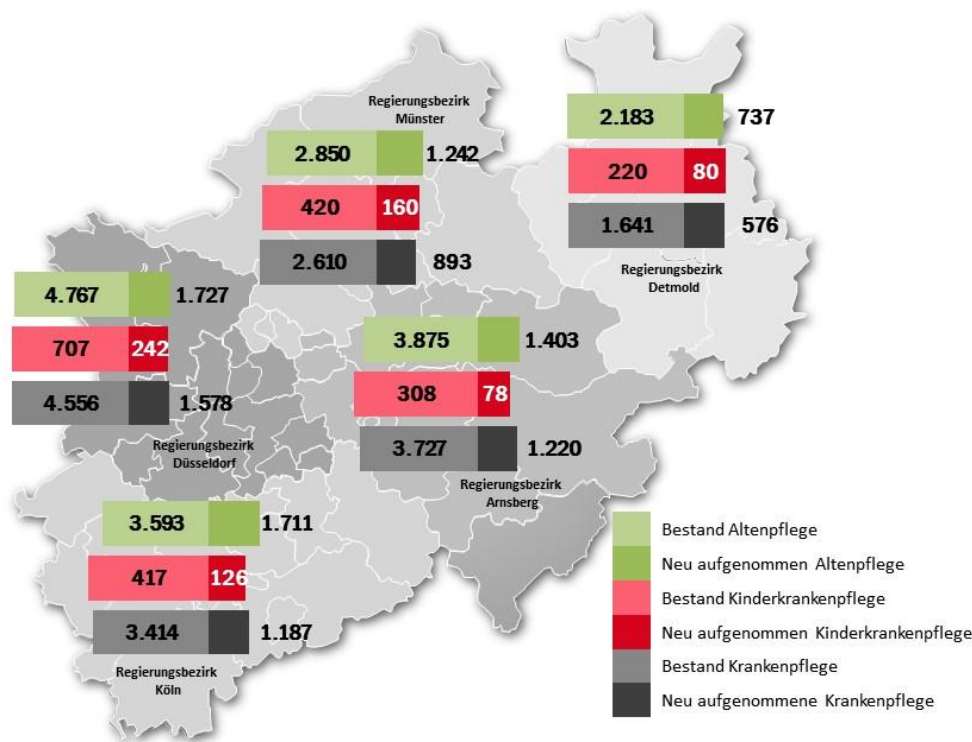 Regierungsbezirk
Münster
2.850 1.242
420 160
2.610 893
2.183 737
220 80
1.641 576
Regierungsbezirk
Detmold
4.767 1.727
707 242
4.556 1.578
Regierungsbezirk
Düsseldorf
3.875 1.403
308 78
3.727 1.220
Regierungsbezirk
Arnsberg
3.593 1.711
417 126
3.414 1.187
Regierungsbezirk
Köln
Bestand Altenpflege
Neu aufgenommen Altenpflege
Bestand Kinderkrankenpflege
Neu aufgenommen Kinderkrankenpflege
Bestand Krankenpflege
Neu aufgenommene Krankenpflege